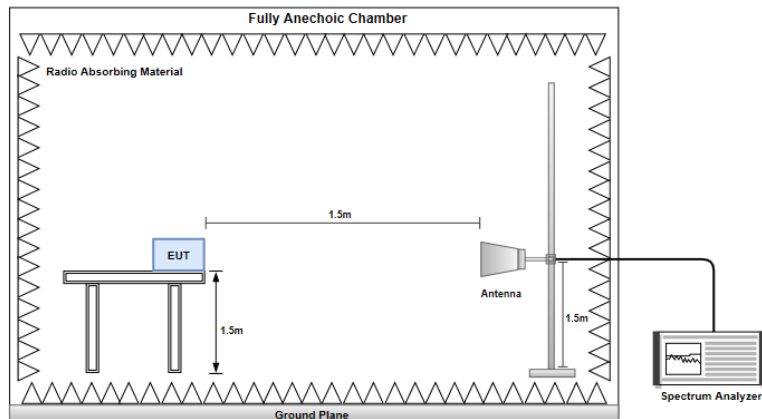 Fully Anechoic Chamber
Radio Absorbing Material
1.5m
EUT
Antenna
1.5m
1.5m
Spectrum Analyzer
Ground Plane